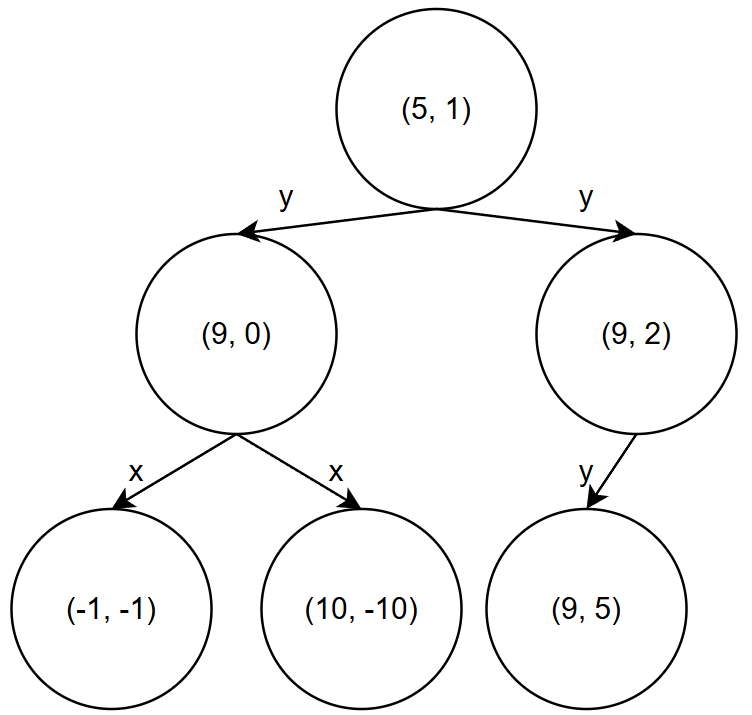 (5, 1)
y
y
(9, 0)
(9, 2)
x
x
y
(-1, -1)
(10, -10)
(9, 5)